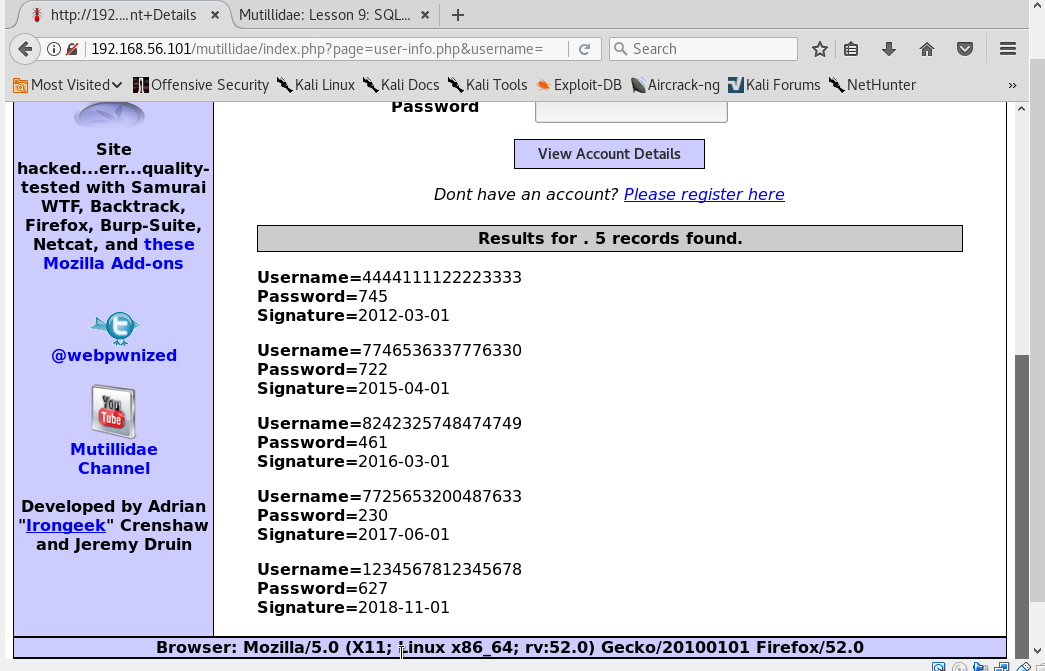 http://192....nt+Details
Mutillidae: Lesson 9: SQL...
192.168.56.101/mutillidae/index.php?page=user-info.php&username=
Search
Most Visited
Offensive Security
Kali Linux
Kali Docs
Kali Tools
Exploit-DB
Aircrack-ng
Kali Forums
NetHunter
»
Site
hacked...err...quality-
tested with Samurai
WTF, Backtrack,
Firefox, Burp-Suite,
Netcat, and these
Mozilla Add-ons
@webpwnized
You
Tube
Mutillidae
Channel
Developed by Adrian
"Irongeek" Crenshaw
and Jeremy Druin
Password
View Account Details
Dont have an account? Please register here
Results for . 5 records found.
Username=4444111122223333
Password=745
Signature=2012-03-01
Username=7746536337776330
Password=722
Signature=2015-04-01
Username=8242325748474749
Password=461
Signature=2016-03-01
Username=7725653200487633
Password=230
Signature=2017-06-01
Username=1234567812345678
Password=627
Signature=2018-11-01
Browser: Mozilla/5.0 (X11; Linux x86_64; rv:52.0) Gecko/20100101 Firefox/52.0